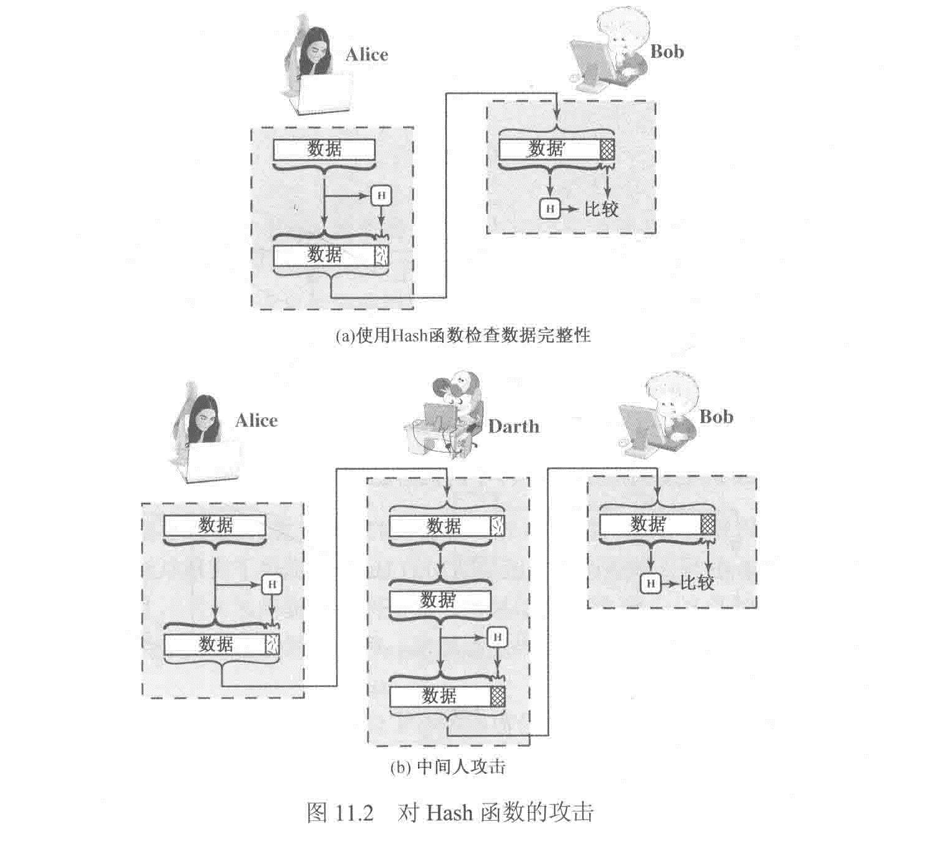 Alice
Bob
数据
数据′
H
H
比较
数据
(a)使用Hash函数检查数据完整性
Alice
Darth
Bob
数据
数据
数据′
H
数据′
H
比较
H
数据
数据
(b) 中间人攻击
图 11.2 对 Hash 函数的攻击